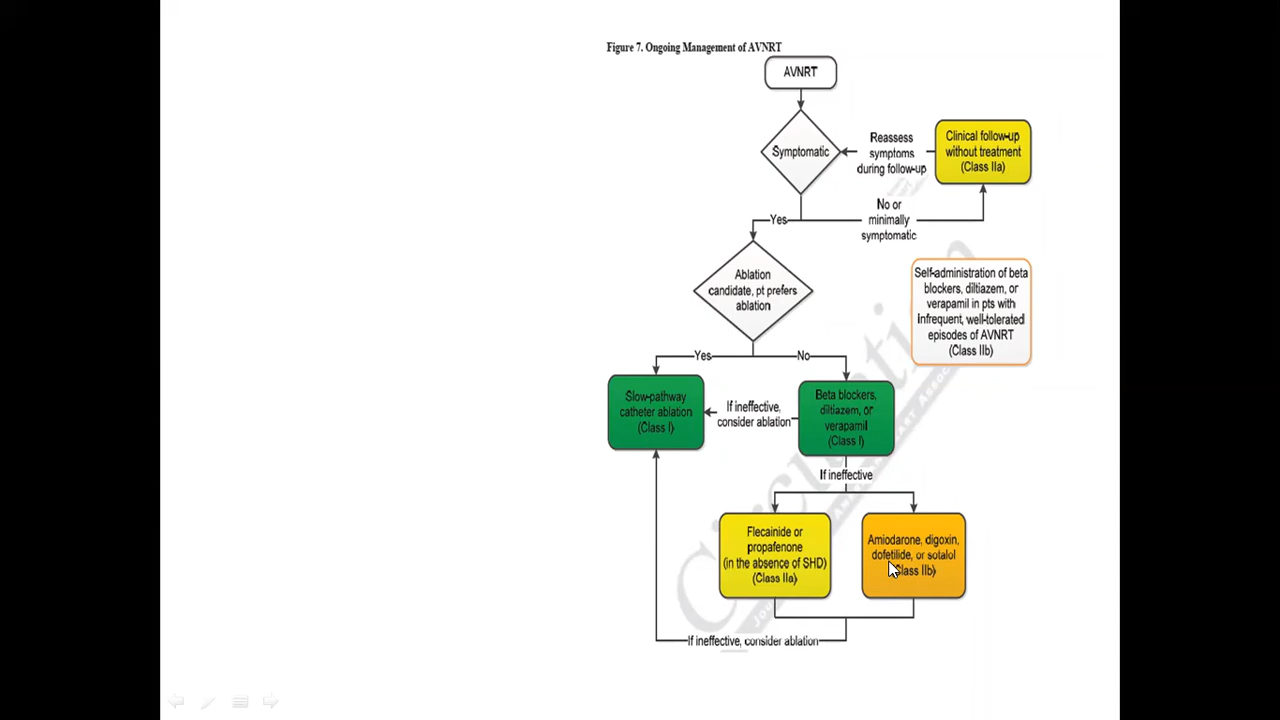 Figure 7. Ongoing Management of AVNRT
AVNRT
Symptomatic
Reassess
symptoms
during follow-up
Clinical follow-up
without treatment
(Class IIa)
Yes
No or
minimally
symptomatic
Ablation
candidate, pt prefers
ablation
Self-administration of beta
blockers, diltiazem, or
verapamil in pts with
infrequent, well-tolerated
episodes of AVNRT
(Class IIb)
Yes
No
Slow-pathway
catheter ablation
(Class I)
If ineffective,
consider ablation
Beta blockers,
diltiazem, or
verapamil
(Class I)
If ineffective
Flecainide or
propafenone
(in the absence of SHD)
(Class IIa)
Amiodarone, digoxin,
dofetilide, or sotalol
(Class IIb)
If ineffective, consider ablation